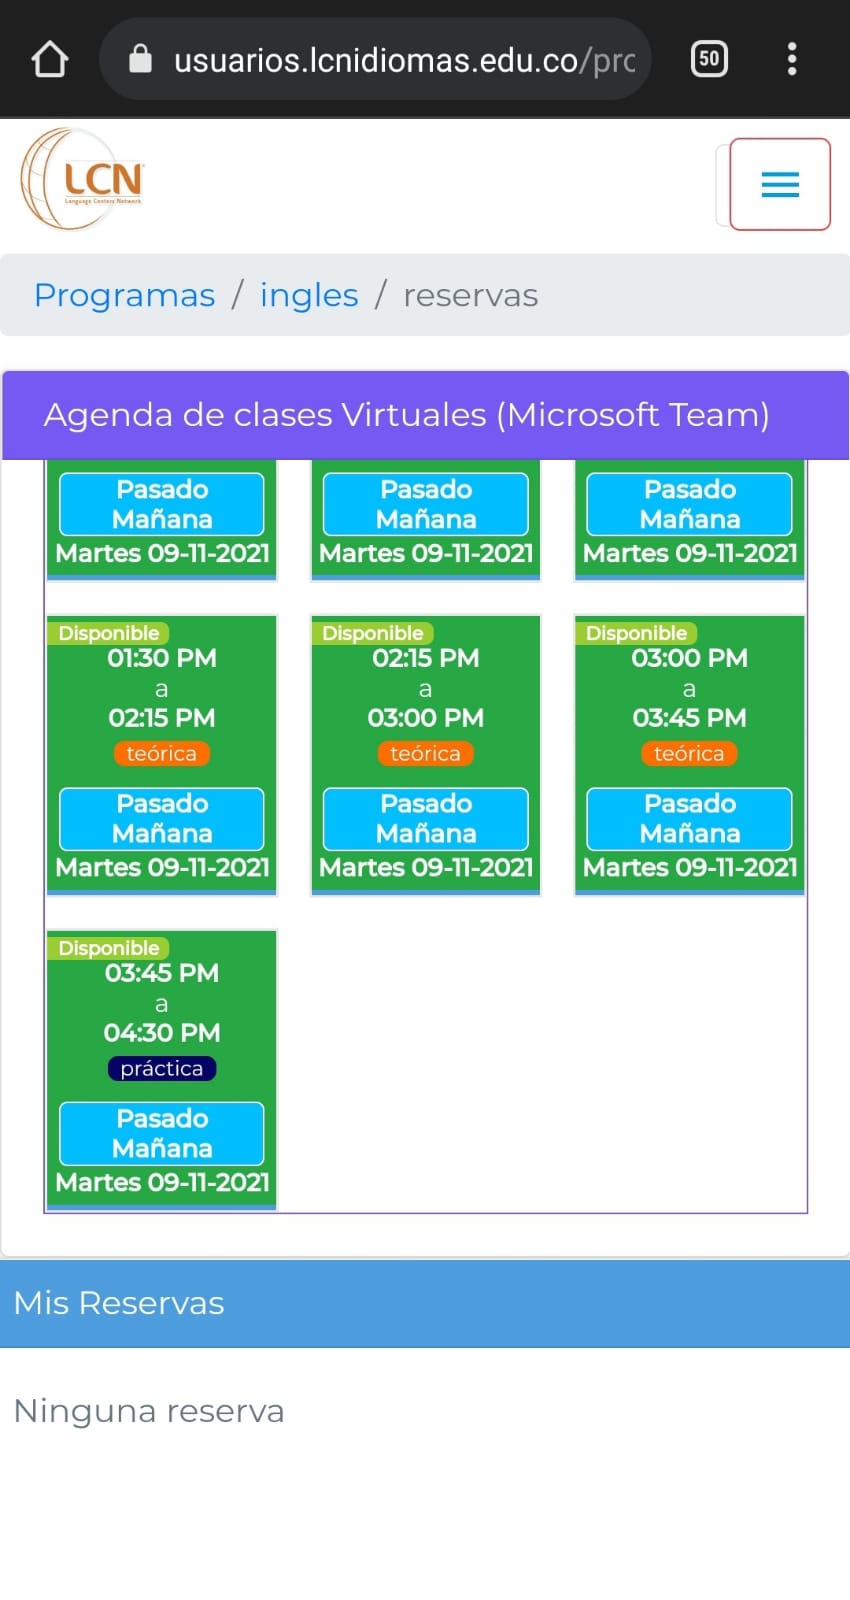 usuarios.lcnidiomas.edu.co/pro
50
LCN
Language Centers Network
Programas / ingles / reservas
Agenda de clases Virtuales (Microsoft Team)
Pasado Mañana
Martes 09-11-2021
Pasado Mañana
Martes 09-11-2021
Pasado Mañana
Martes 09-11-2021
Disponible
01:30 PM
a
02:15 PM
teórica
Pasado
Mañana
Martes 09-11-2021
Disponible
02:15 PM
a
03:00 PM
teórica
Pasado
Mañana
Martes 09-11-2021
Disponible
03:00 PM
a
03:45 PM
teórica
Pasado
Mañana
Martes 09-11-2021
Disponible
03:45 PM
a
04:30 PM
práctica
Pasado
Mañana
Martes 09-11-2021
Mis Reservas
Ninguna reserva